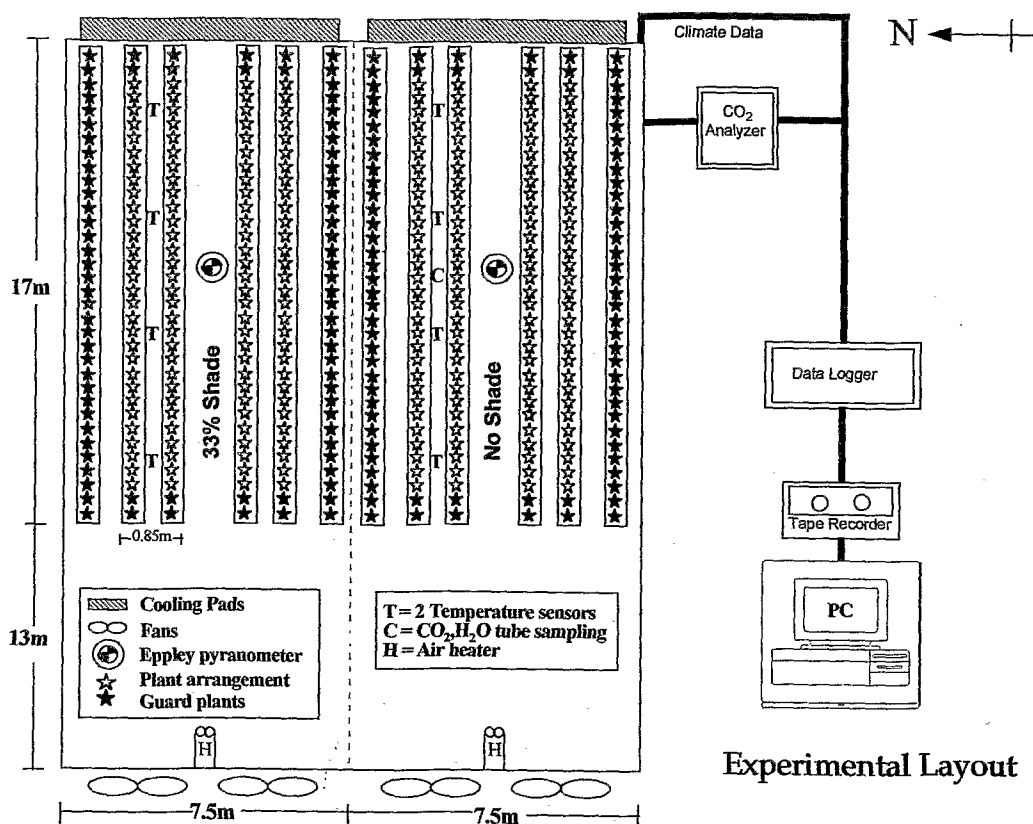 Climate Data
N
CO2
Analyzer
T
T
T
T
T
T
C
T
T
17m
33% Shade
No Shade
Data Logger
Tape Recorder
0.85m
PC
13m
Cooling Pads
Fans
Eppley pyranometer
Plant arrangement
Guard plants
T = 2 Temperature sensors
C = CO2,H2O tube sampling
H = Air heater
H
H
Experimental Layout
7.5m
7.5m